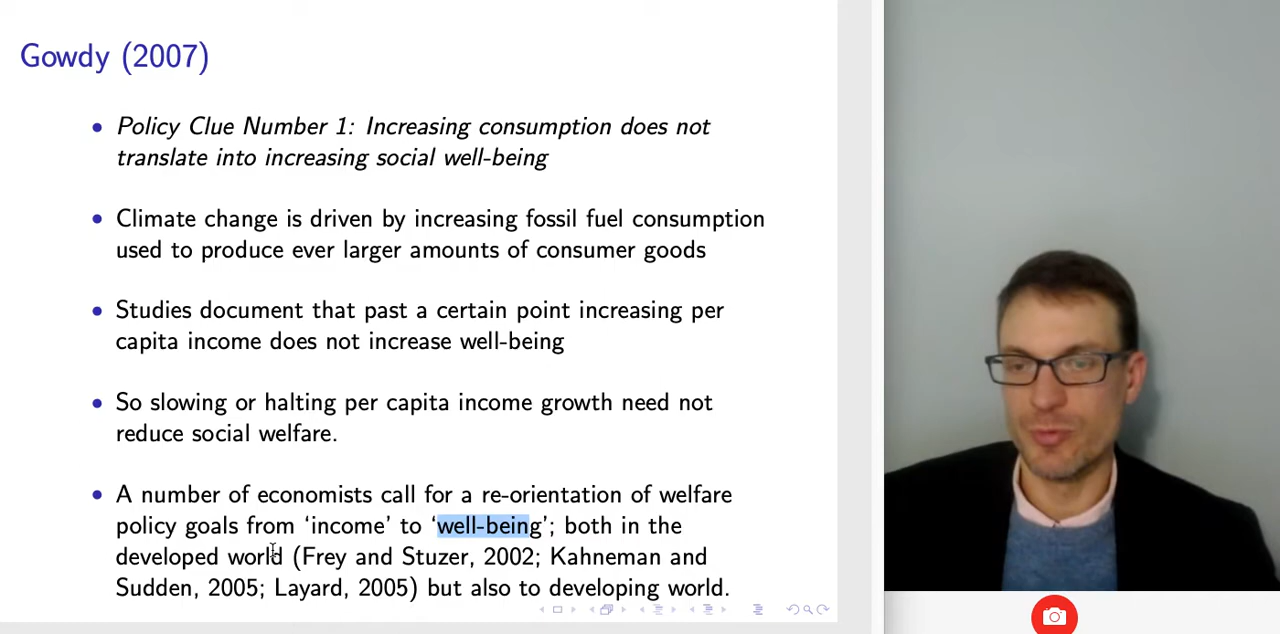 Gowdy (2007)
• Policy Clue Number 1: Increasing consumption does not
translate into increasing social well-being
• Climate change is driven by increasing fossil fuel consumption
used to produce ever larger amounts of consumer goods
• Studies document that past a certain point increasing per
capita income does not increase well-being
• So slowing or halting per capita income growth need not
reduce social welfare.
• A number of economists call for a re-orientation of welfare
policy goals from ‘income’ to ‘well-being’; both in the
developed world (Frey and Stuzer, 2002; Kahneman and
Sudden, 2005; Layard, 2005) but also to developing world.